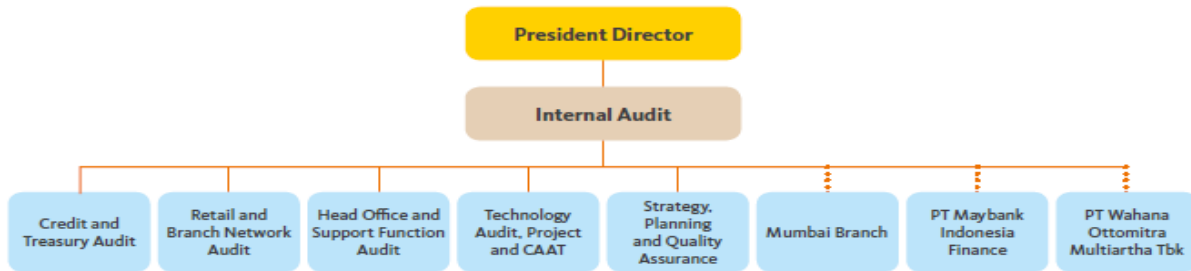 President Director
Internal Audit
Credit and
Treasury Audit
Retail and
Branch Network
Audit
Head Office and
Support Function
Audit
Technology
Audit, Project
and CAAT
Strategy,
Planning
and Quality
Assurance
Mumbai Branch
PT Maybank
Indonesia
Finance
PT Wahana
Ottomitra
Multiartha Tbk